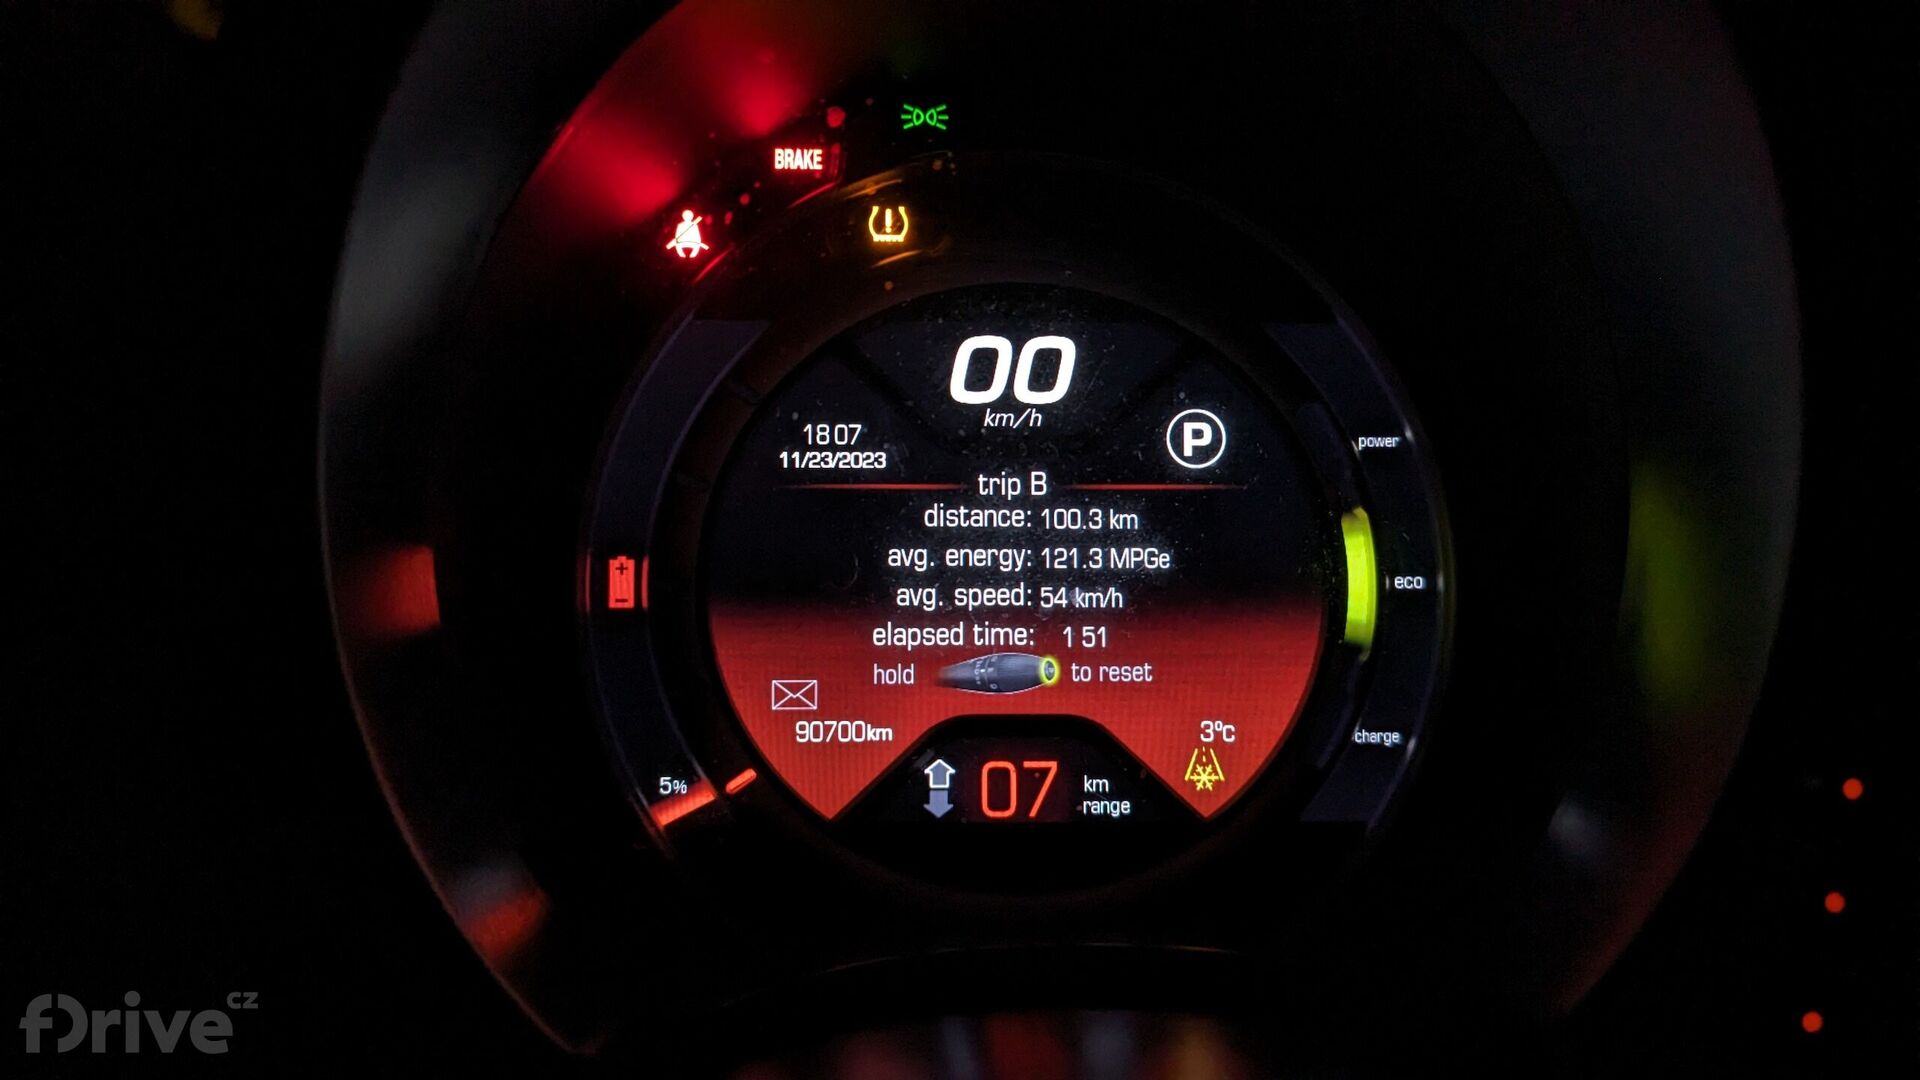 BRAKE
00
km/h
18 07
11/23/2023
P
power
trip B
distance: 100.3 km
avg. energy: 121.3 MPGe
avg. speed: 54 km/h
eco
elapsed time: 1 51
hold to reset
90700km
3°C
charge
5%
07 km range
fDrive cz